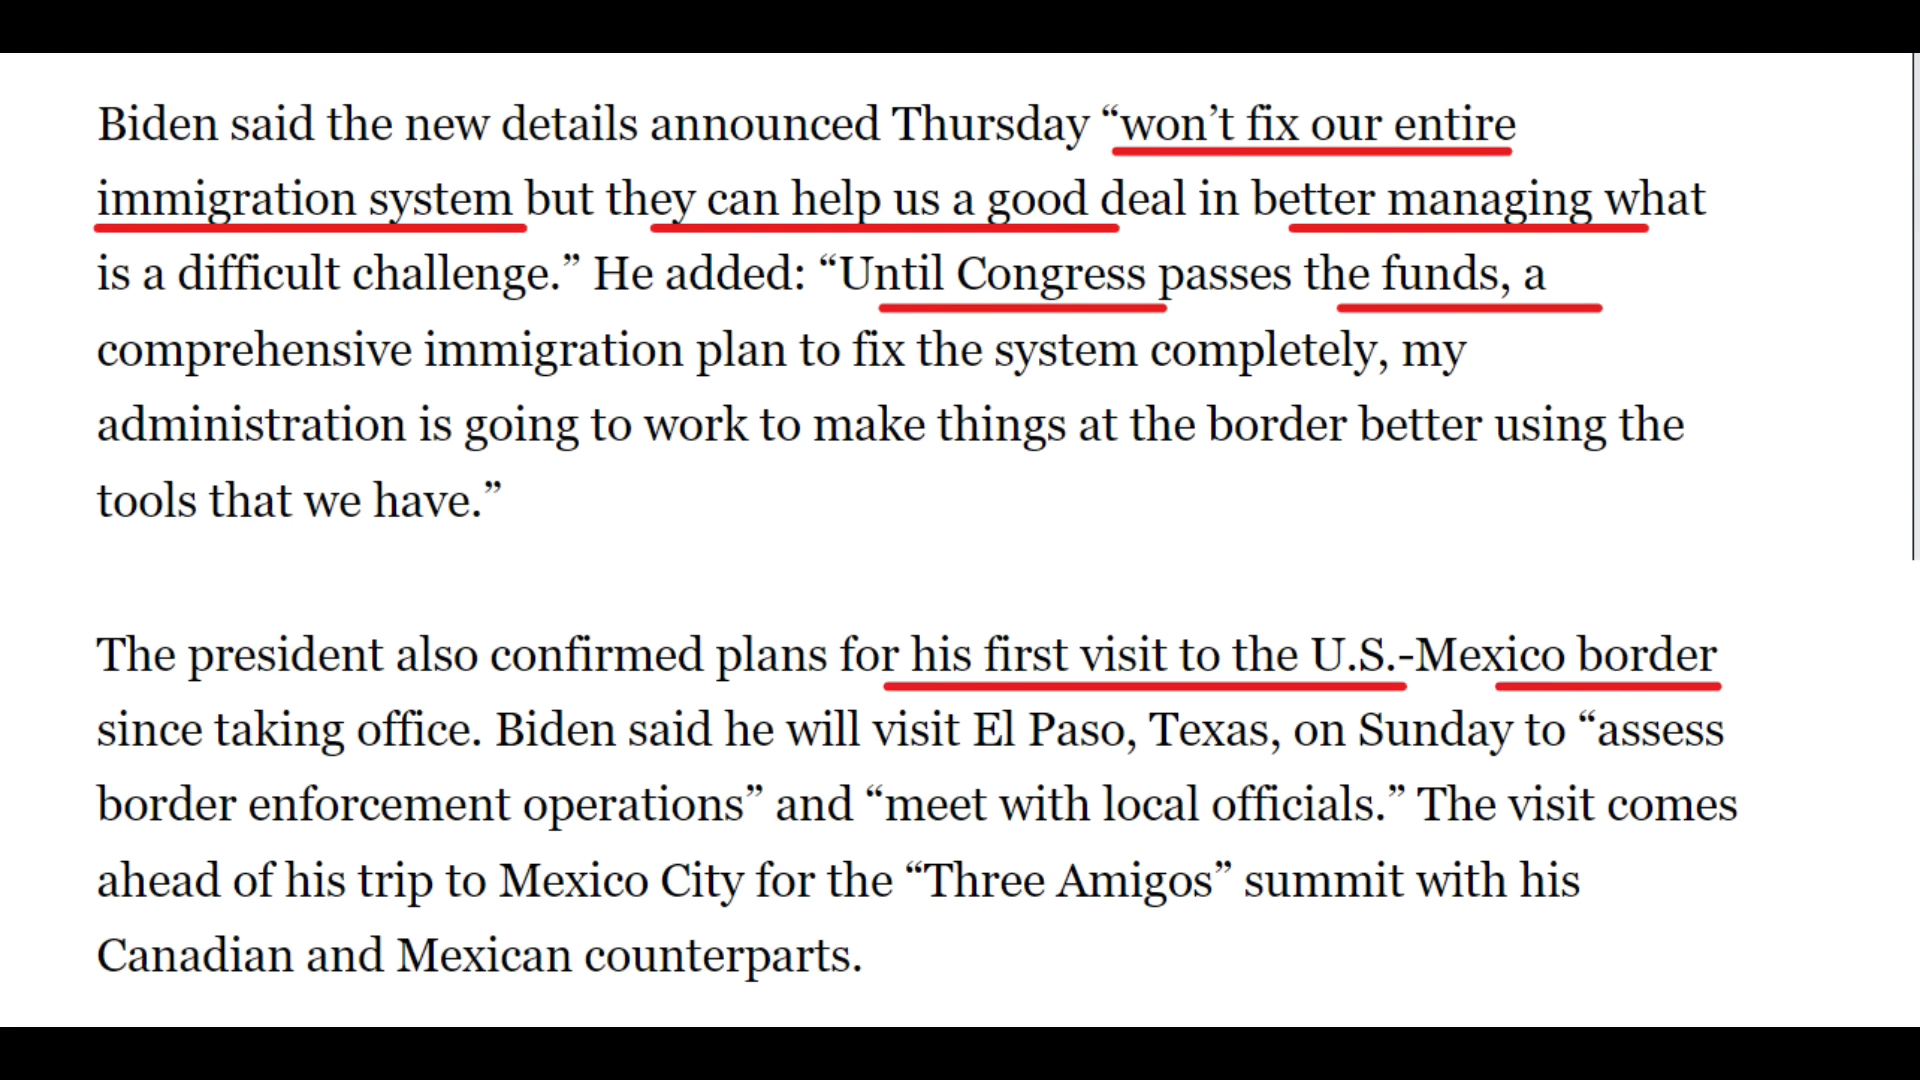 Biden said the new details announced Thursday “won’t fix our entire
immigration system but they can help us a good deal in better managing what
is a difficult challenge.” He added: “Until Congress passes the funds, a
comprehensive immigration plan to fix the system completely, my
administration is going to work to make things at the border better using the
tools that we have.”
The president also confirmed plans for his first visit to the U.S.-Mexico border
since taking office. Biden said he will visit El Paso, Texas, on Sunday to “assess
border enforcement operations” and “meet with local officials.” The visit comes
ahead of his trip to Mexico City for the “Three Amigos” summit with his
Canadian and Mexican counterparts.